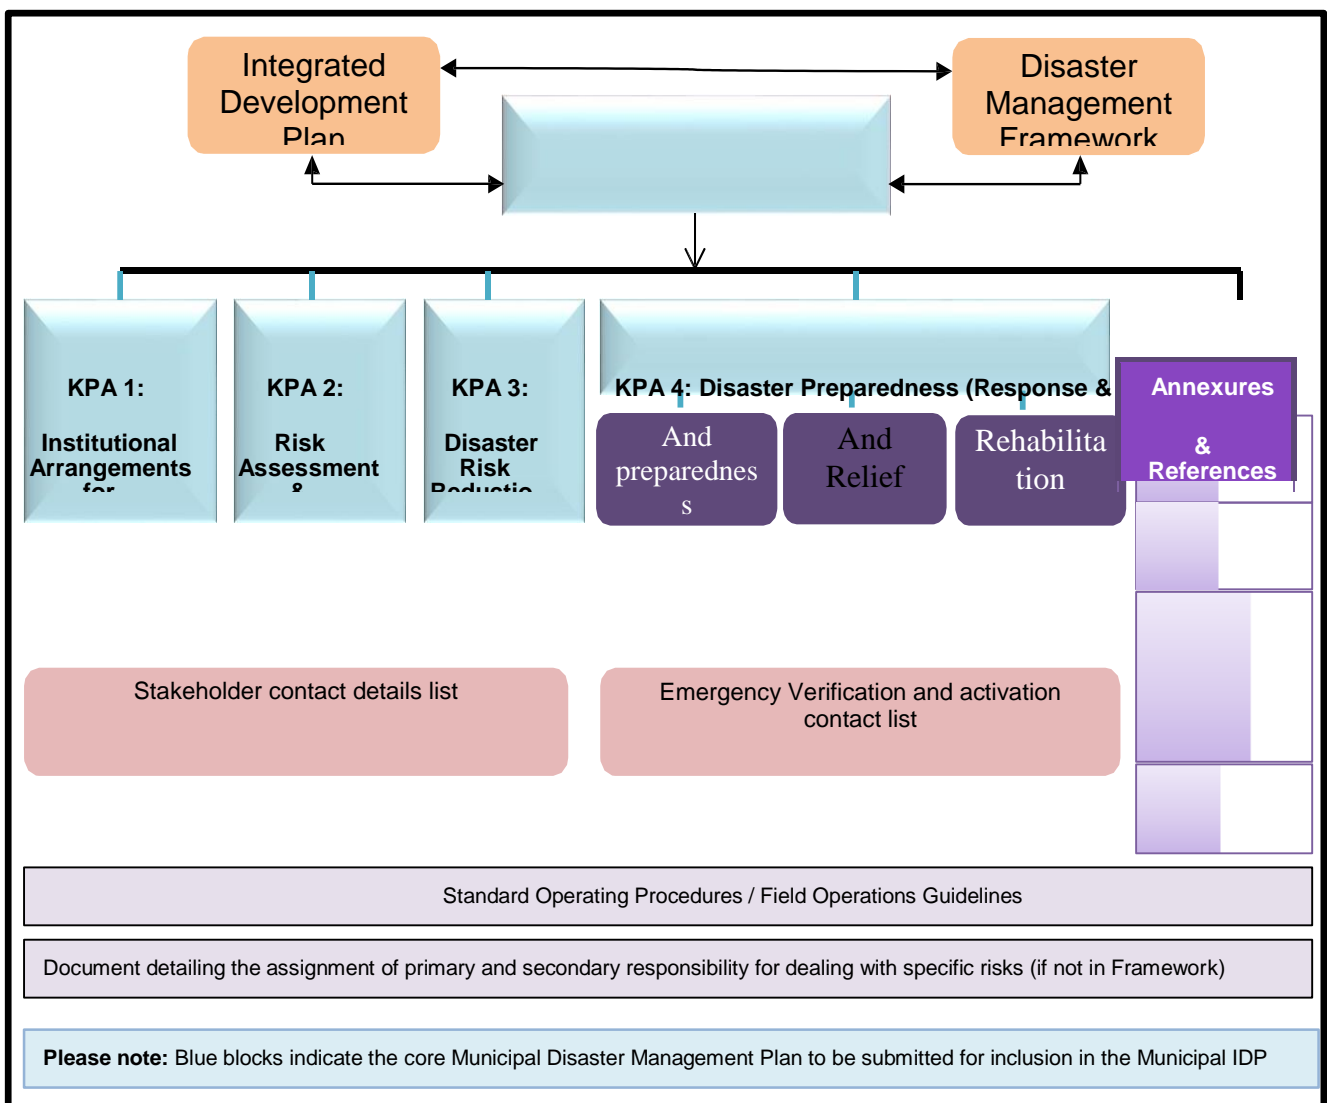 Integrated
Development
Plan
Disaster
Management
Framework
KPA 1:
Institutional
Arrangements
for
KPA 2:
Risk
Assessment
&
KPA 3:
Disaster
Risk
Reductio
KPA 4: Disaster Preparedness (Response &
And
preparednes
s
And
Relief
Rehabilita
tion
Annexures
&
References
Stakeholder contact details list
Emergency Verification and activation
contact list
Standard Operating Procedures / Field Operations Guidelines
Document detailing the assignment of primary and secondary responsibility for dealing with specific risks (if not in Framework)
Please note: Blue blocks indicate the core Municipal Disaster Management Plan to be submitted for inclusion in the Municipal IDP